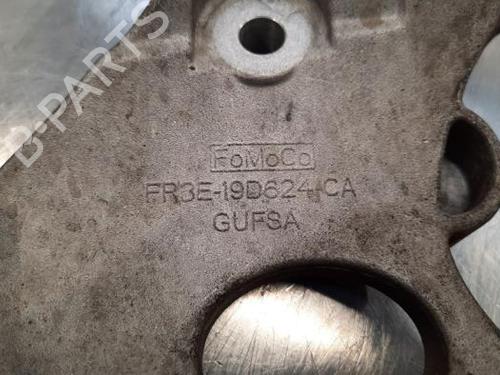 B-PARTS
FoMoCo
FR3E-19D624-CA
GUFSA